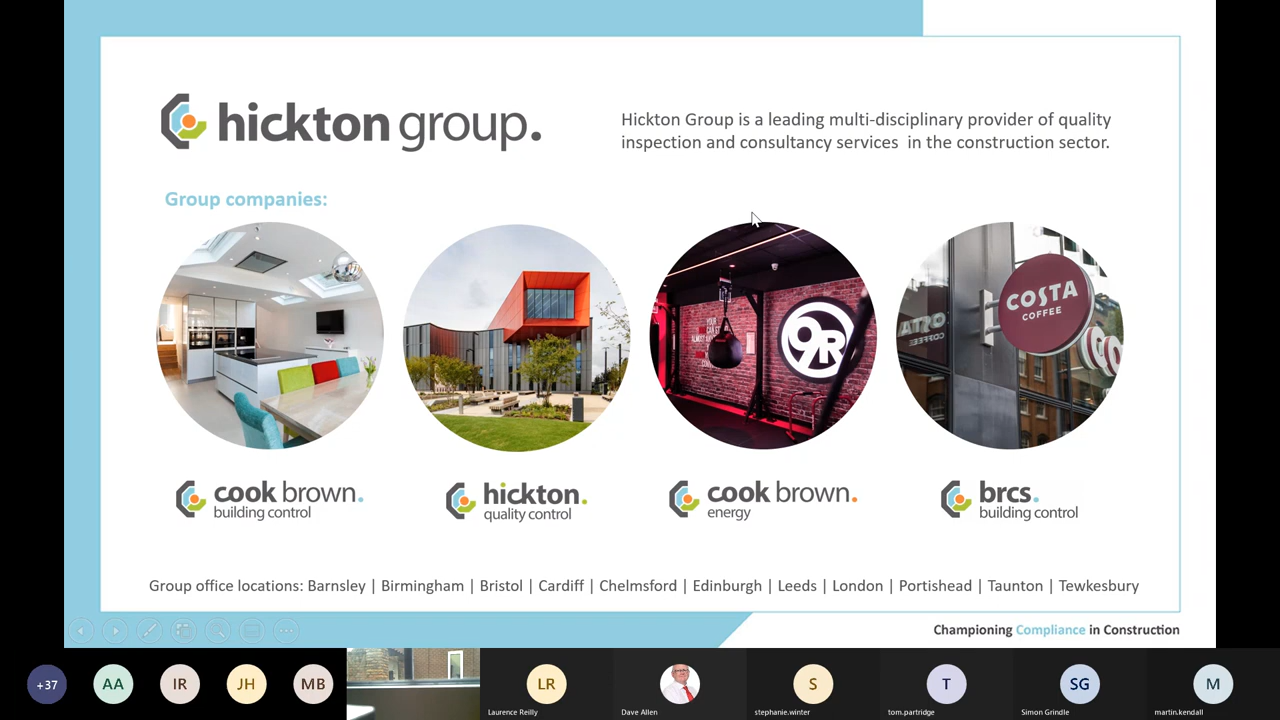 hickton group.
Hickton Group is a leading multi-disciplinary provider of quality
inspection and consultancy services in the construction sector.
Group companies:
YOUR
9R
COSTA
COFFEE
cook brown.
building control
hickton.
quality control
cook brown.
energy
brcs.
building control
Group office locations: Barnsley | Birmingham | Bristol | Cardiff | Chelmsford | Edinburgh | Leeds | London | Portishead | Taunton | Tewkesbury
Championing Compliance in Construction
+37
AA
IR
JH
MB
LR
S
T
SG
M
Laurence Reilly
Dave Allen
stephanie.winter
tom.partridge
Simon Grindle
martin.kendall